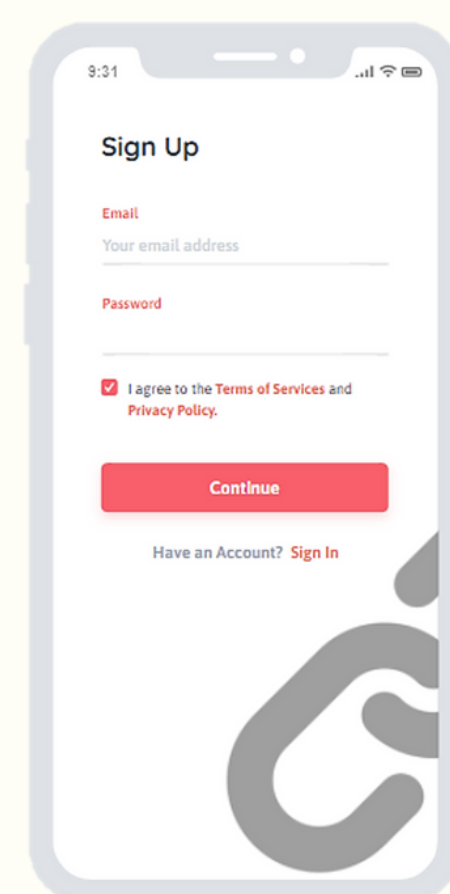 9:31
Sign Up
Email
Your email address
Password
I agree to the Terms of Services and
Privacy Policy.
Continue
Have an Account? Sign In